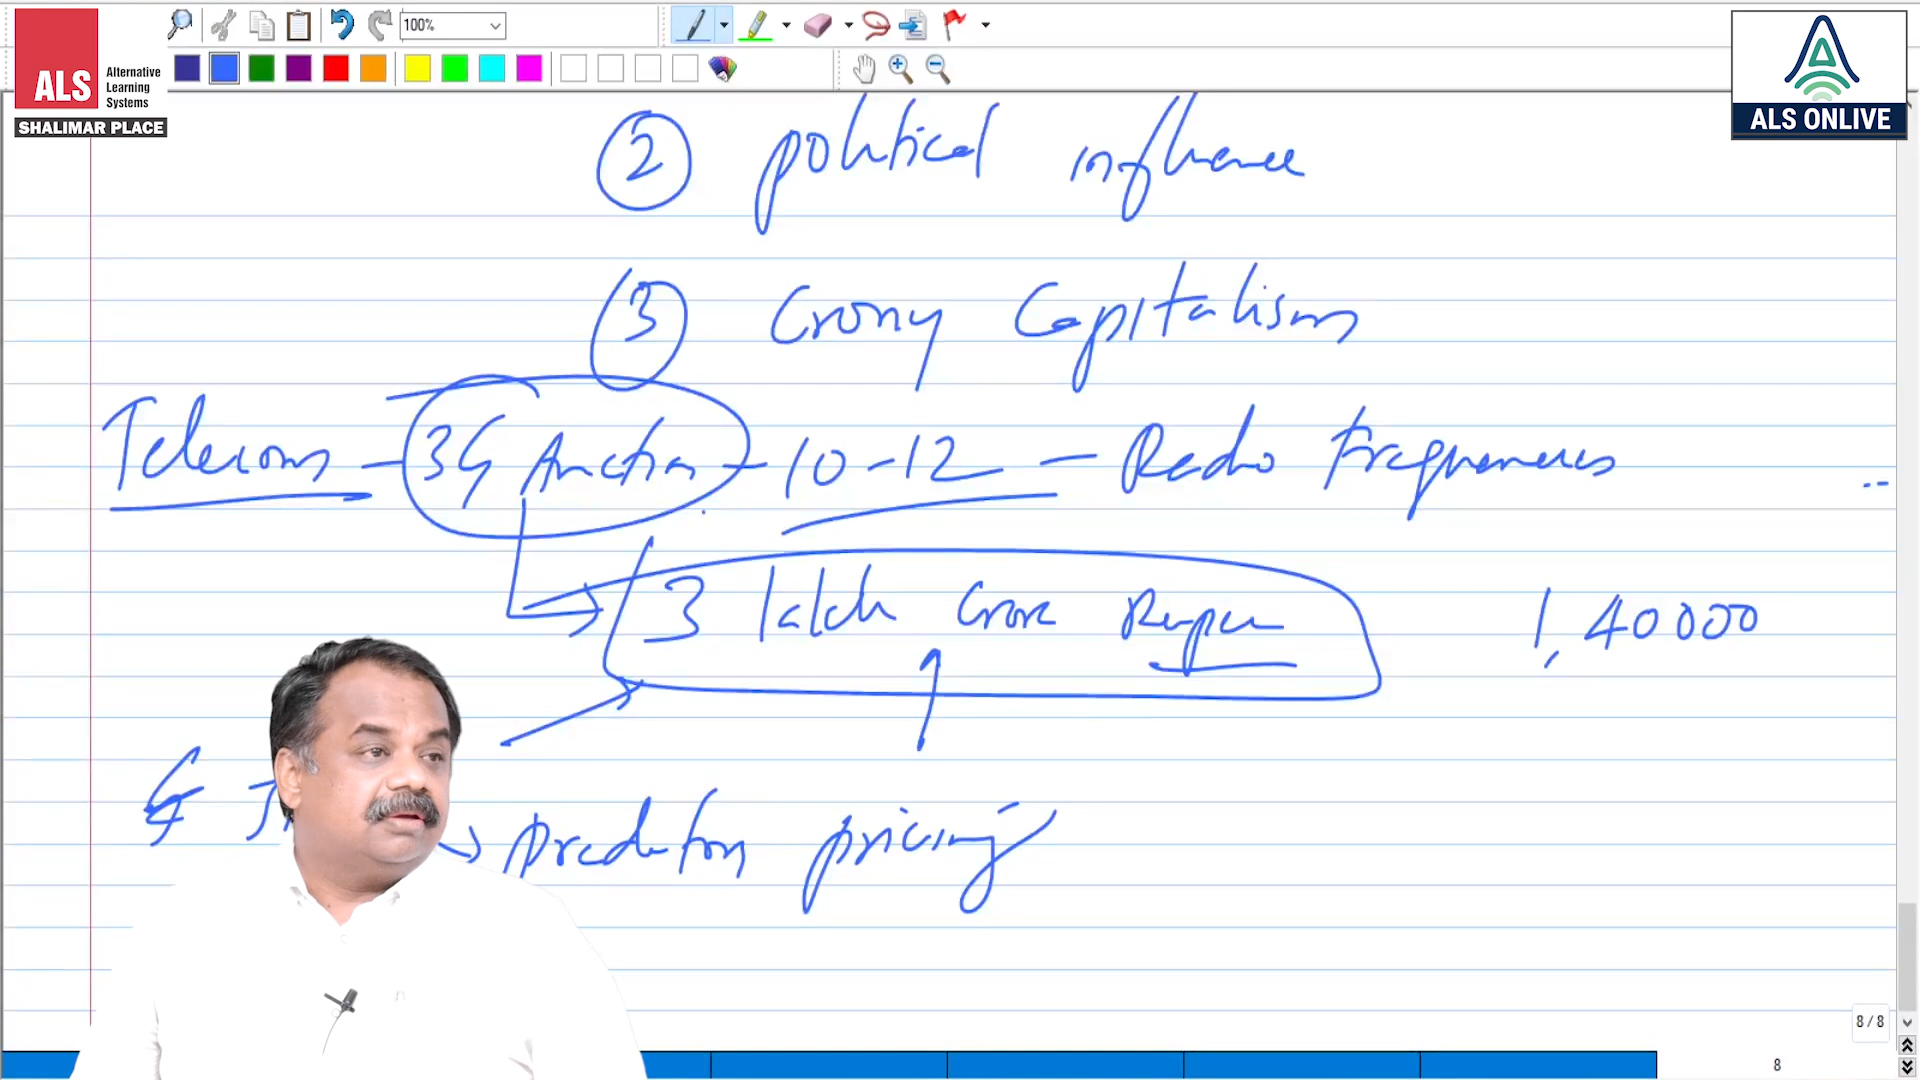 100%
ALS
Alternative
Learning
Systems
SHALIMAR PLACE
ALS ONLIVE
② political influence
③ Crony Capitalism
Telecom - 3G Auction - 10-12 - Radio Frequencies
3 lakh crore Rupee
1,40000
pricing
8 / 8
8